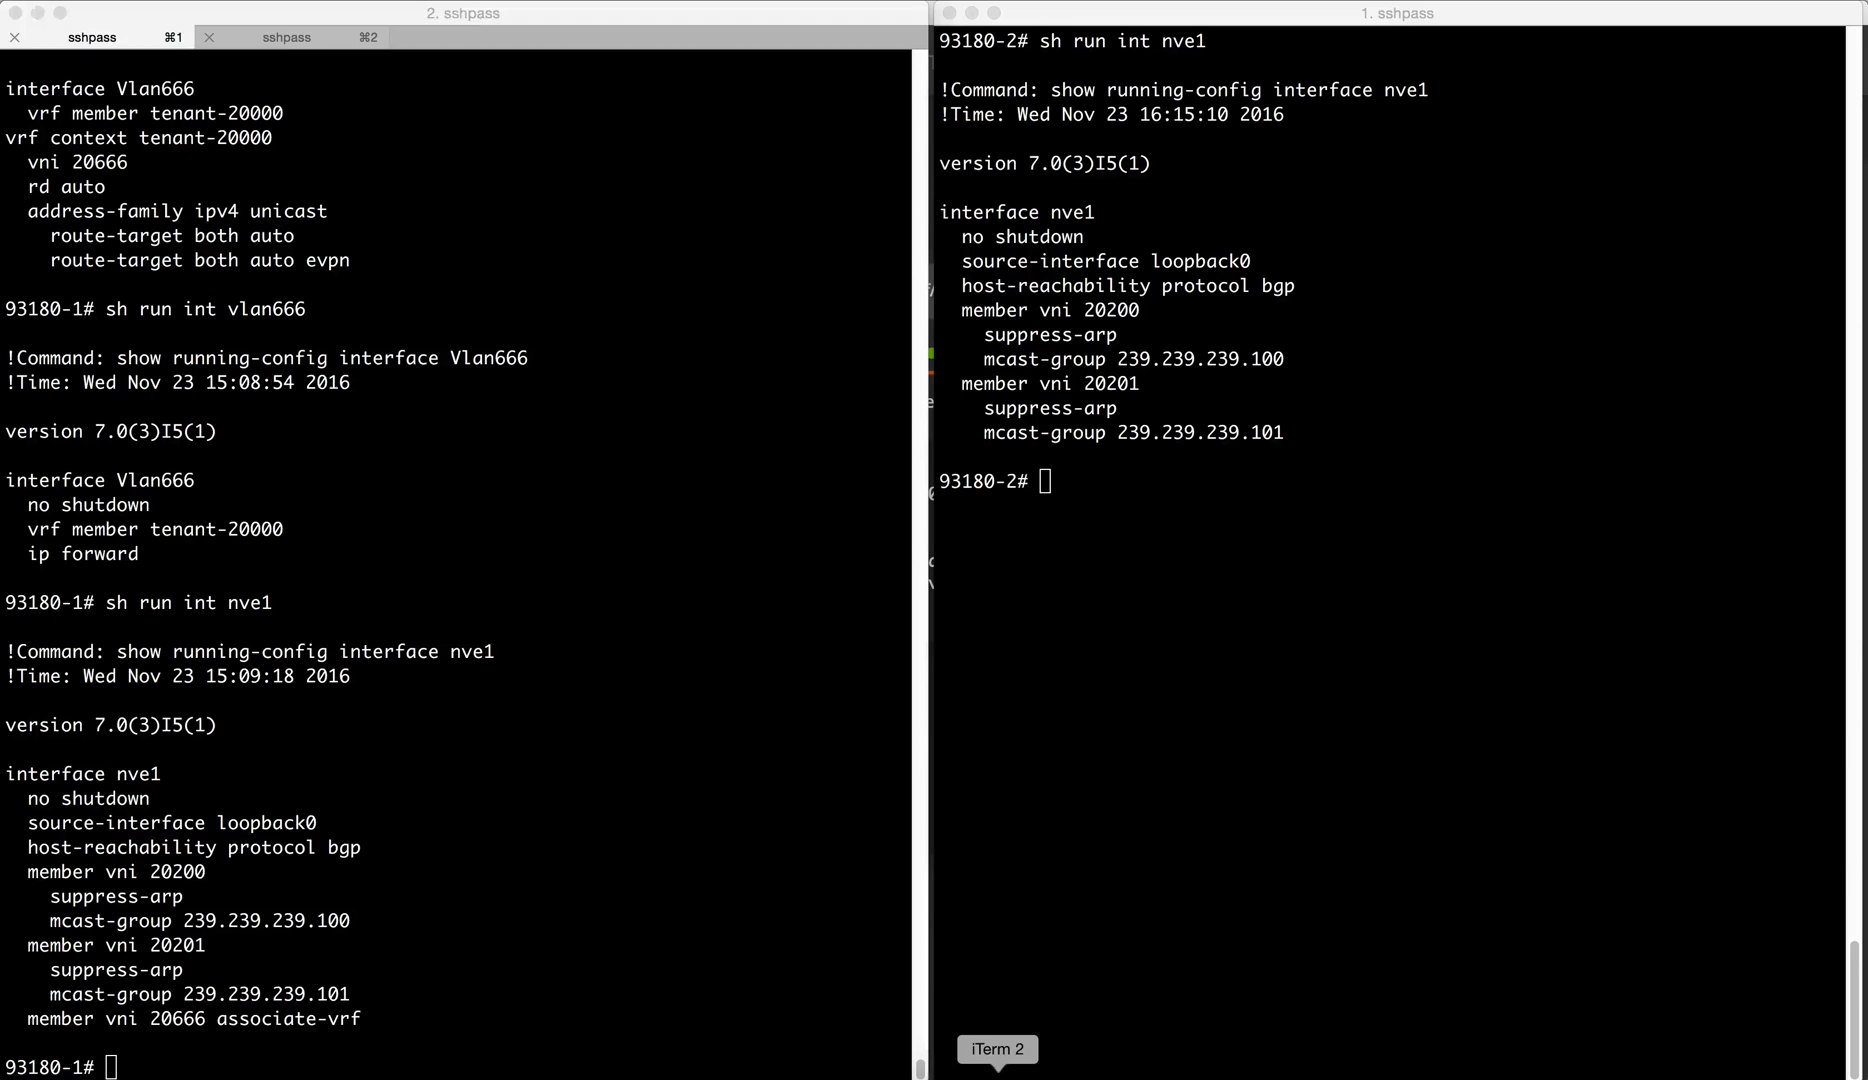 2. sshpass
sshpass ⌘1
sshpass ⌘2
interface Vlan666
vrf member tenant-20000
vrf context tenant-20000
vni 20666
rd auto
address-family ipv4 unicast
route-target both auto
route-target both auto evpn
93180-1# sh run int vlan666
!Command: show running-config interface Vlan666
!Time: Wed Nov 23 15:08:54 2016
version 7.0(3)I5(1)
interface Vlan666
no shutdown
vrf member tenant-20000
ip forward
93180-1# sh run int nve1
!Command: show running-config interface nve1
!Time: Wed Nov 23 15:09:18 2016
version 7.0(3)I5(1)
interface nve1
no shutdown
source-interface loopback0
host-reachability protocol bgp
member vni 20200
suppress-arp
mcast-group 239.239.239.100
member vni 20201
suppress-arp
mcast-group 239.239.239.101
member vni 20666 associate-vrf
93180-1#
1. sshpass
93180-2# sh run int nve1
!Command: show running-config interface nve1
!Time: Wed Nov 23 16:15:10 2016
version 7.0(3)I5(1)
interface nve1
no shutdown
source-interface loopback0
host-reachability protocol bgp
member vni 20200
suppress-arp
mcast-group 239.239.239.100
member vni 20201
suppress-arp
mcast-group 239.239.239.101
93180-2#
iTerm 2